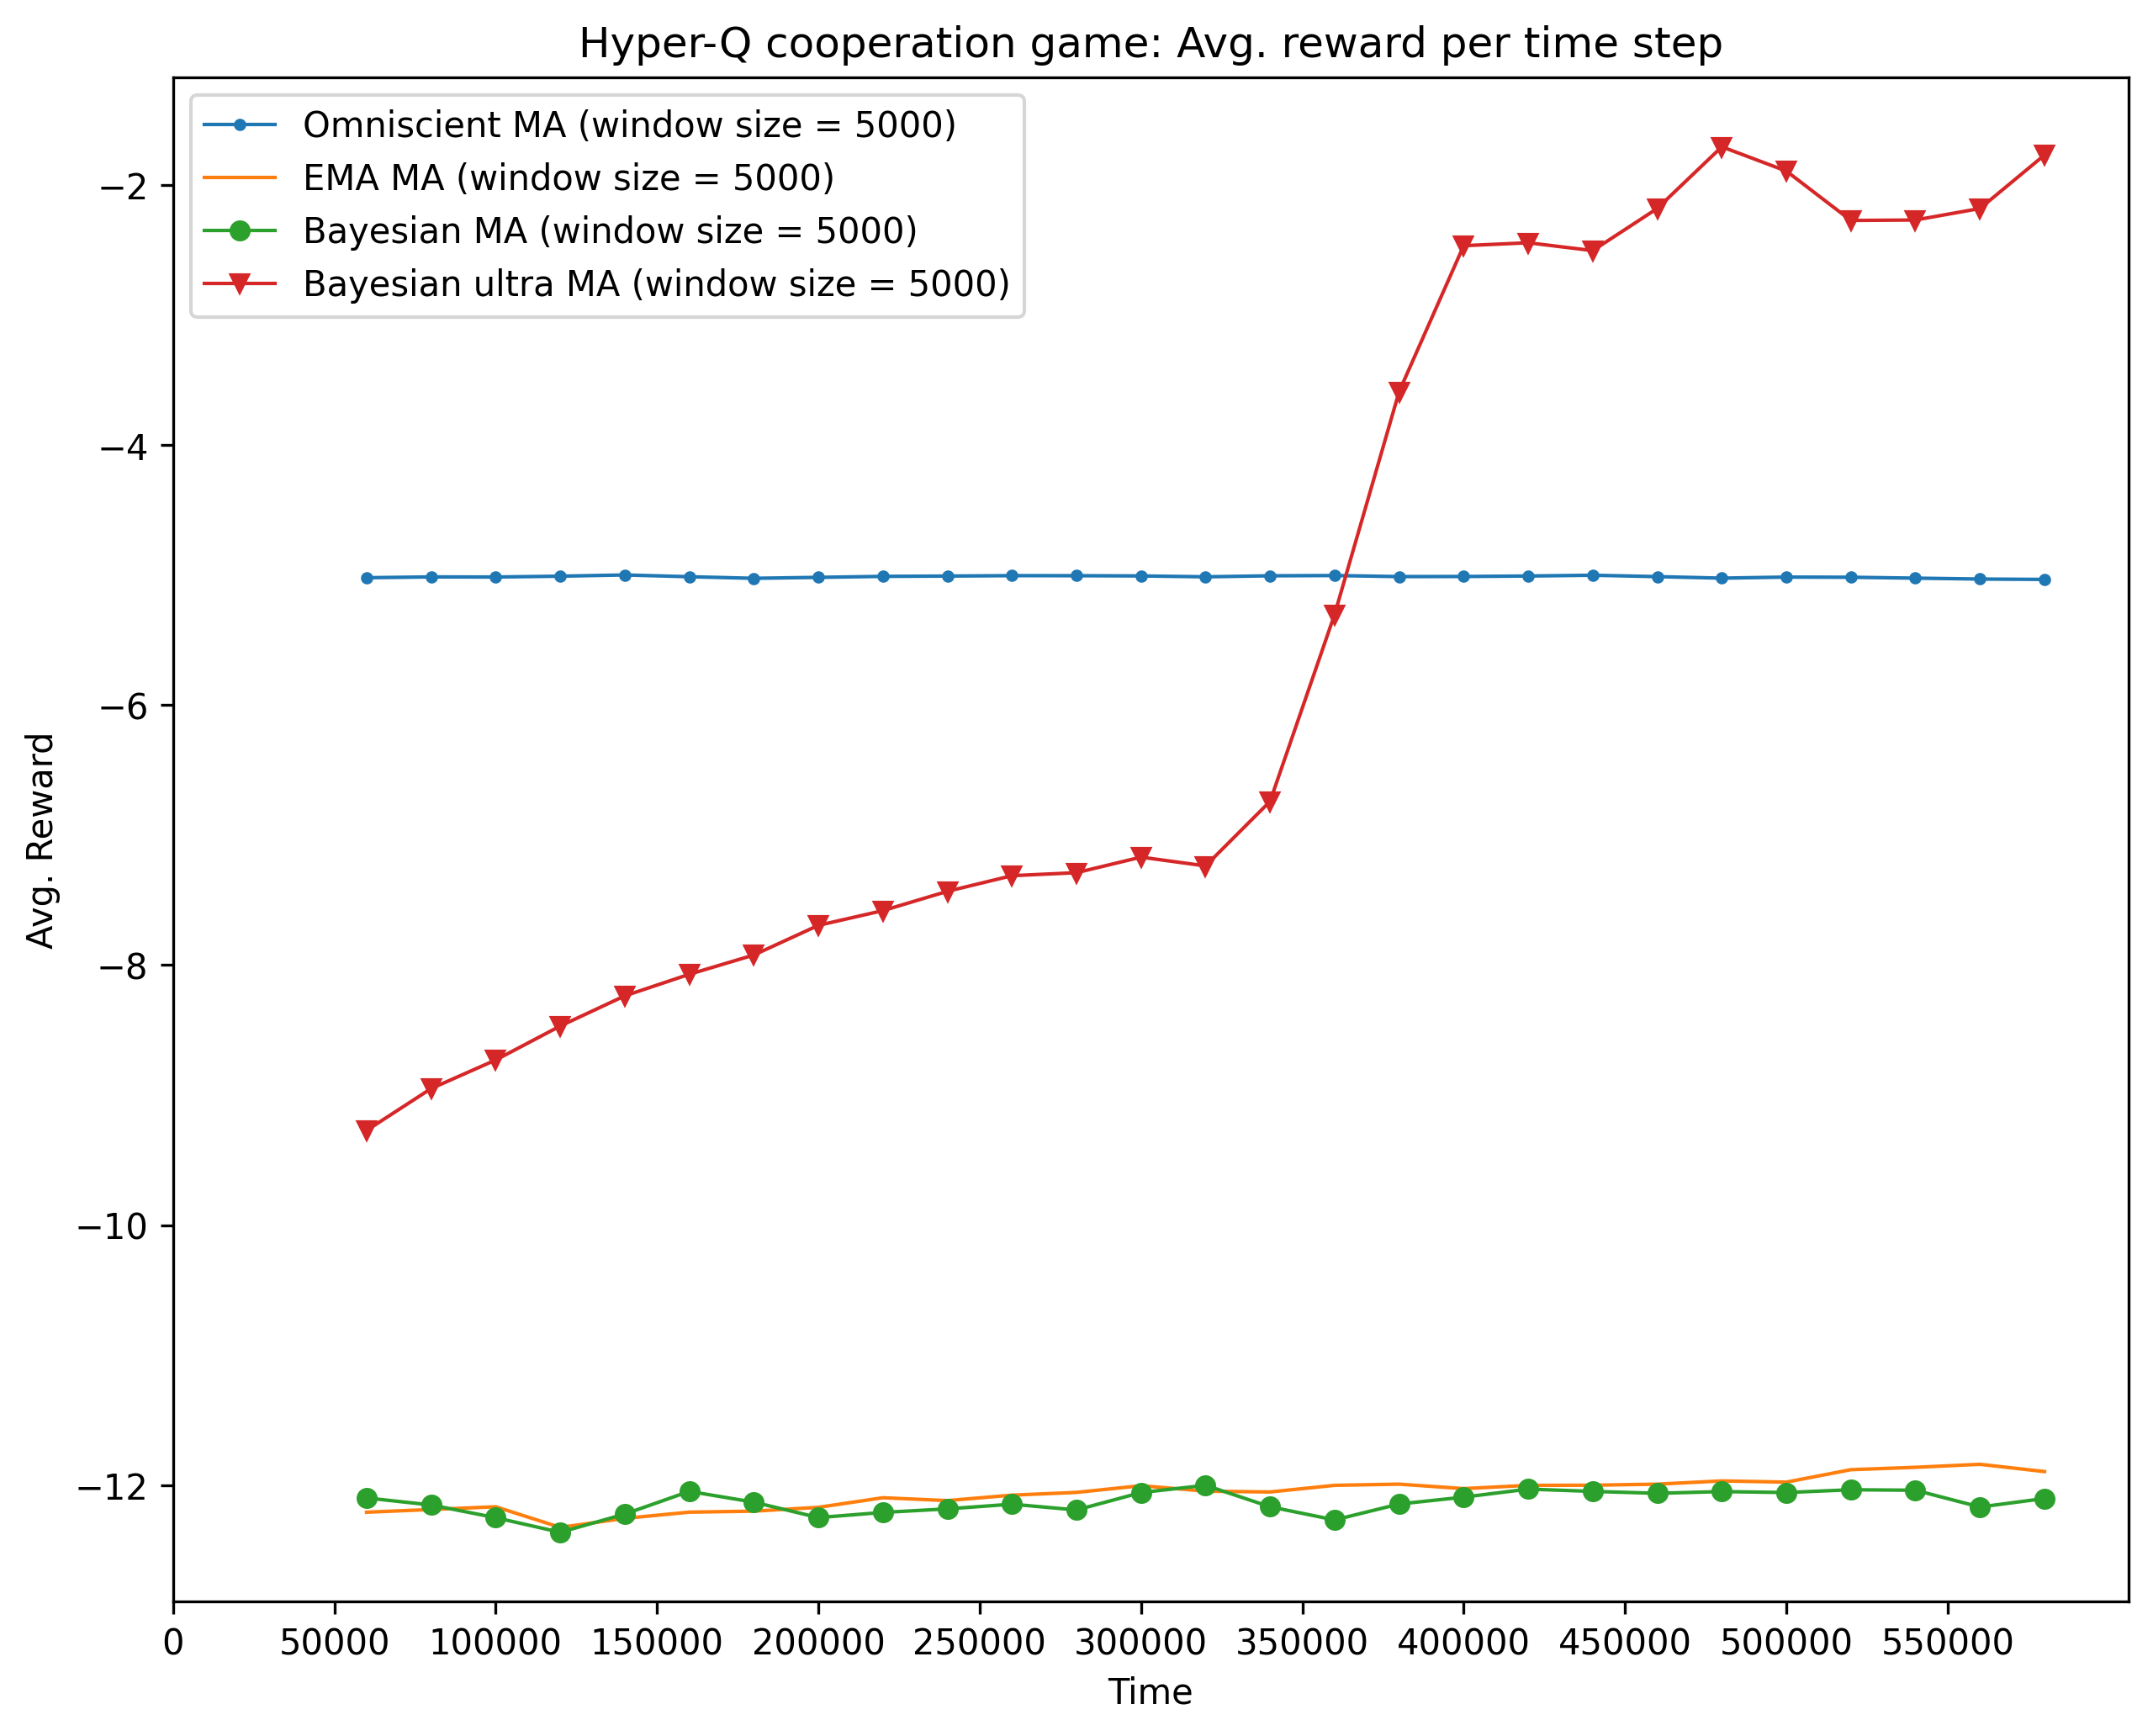 Hyper-Q cooperation game: Avg. reward per time step
Omniscient MA (window size = 5000)
EMA MA (window size = 5000)
Bayesian MA (window size = 5000)
Bayesian ultra MA (window size = 5000)
−2
−4
−6
−8
−10
−12
Avg. Reward
0 50000 100000 150000 200000 250000 300000 350000 400000 450000 500000 550000
Time